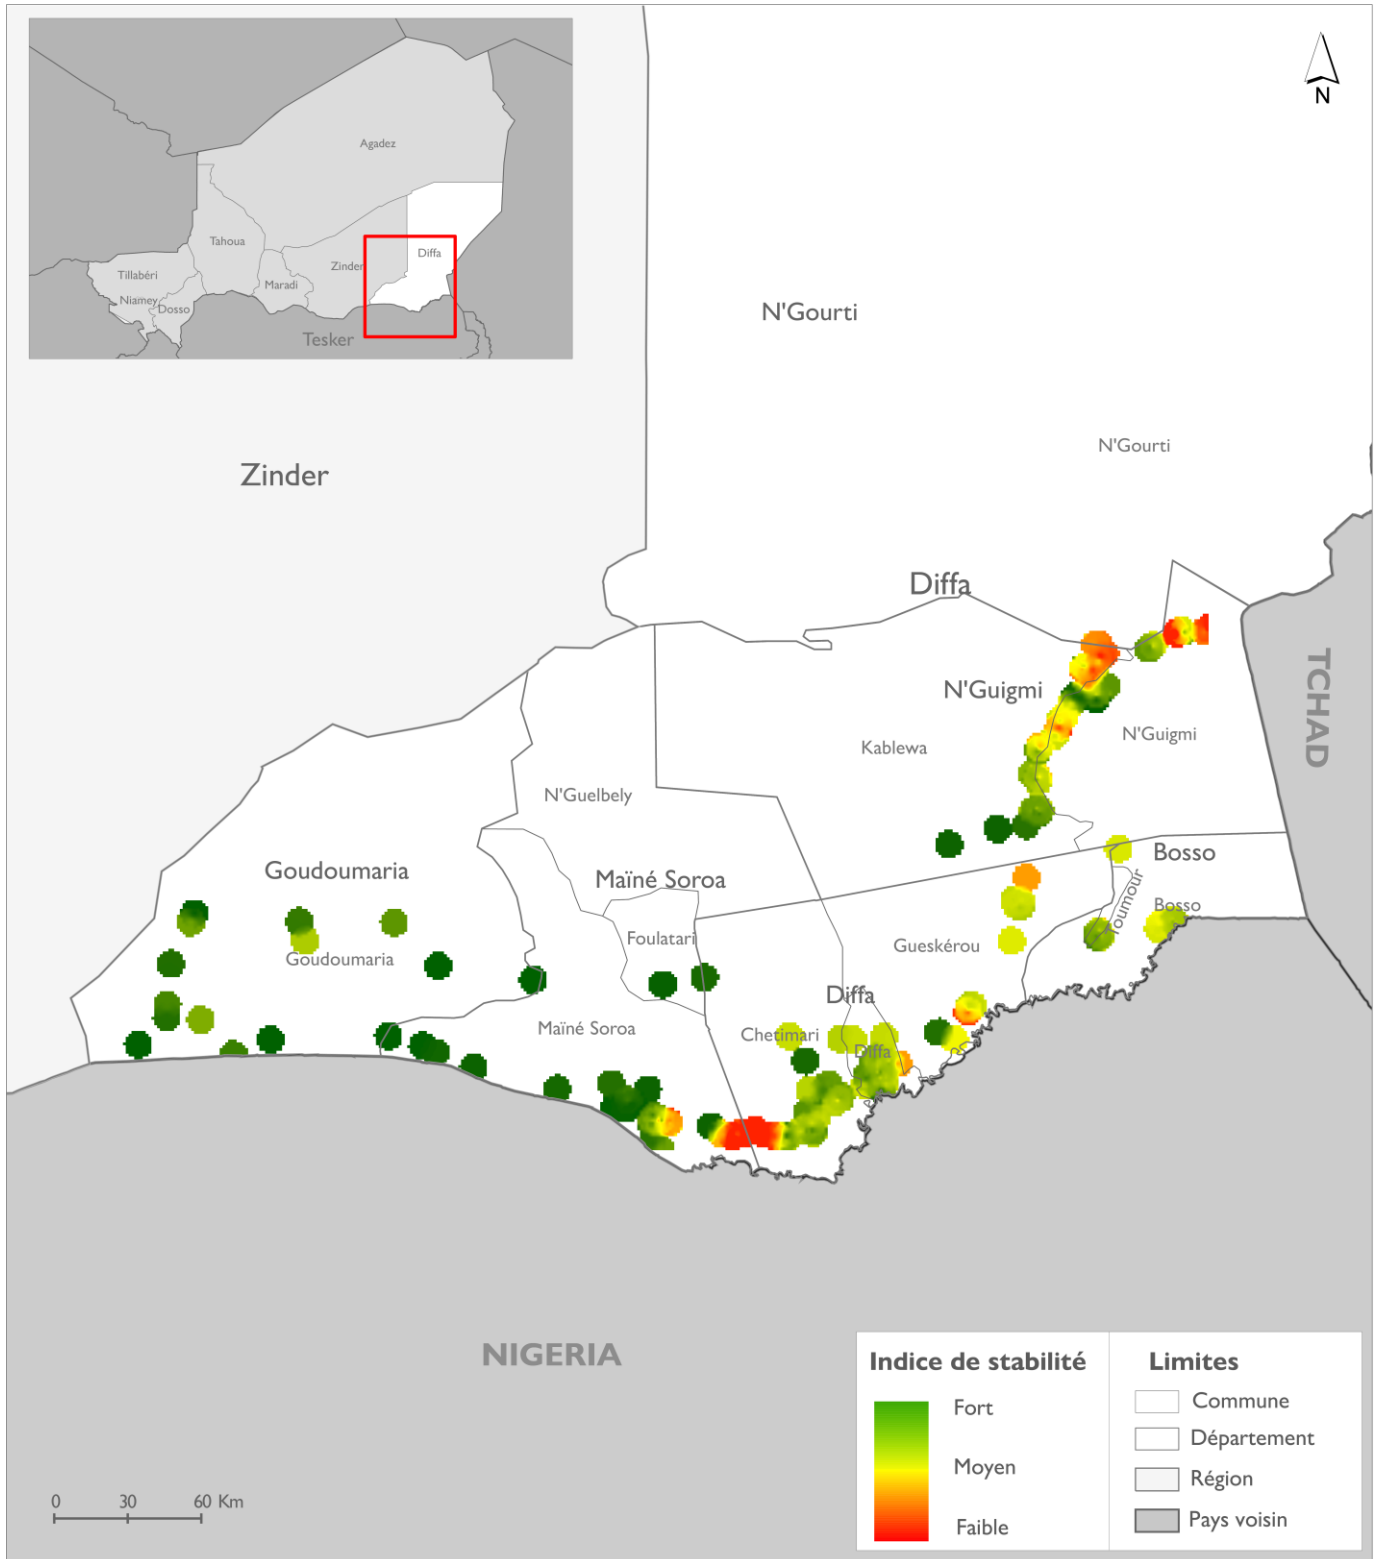 Agadez
Tahoua
Diffa
Zinder
Tillabéri
Maradi
Niamey
Dosso
Tesker
N
N'Gourti
N'Gourti
Zinder
Diffa
TCHAD
N'Guigmi
N'Guigmi
Kablewa
N'Guelbely
Bosso
Goudoumaria
Maïné Soroa
Toumour
Bosso
Foulatari
Gueskérou
Goudoumaria
Diffa
Maïné Soroa
Chetimari
Diffa
NIGERIA
Indice de stabilité
Fort
Moyen
Faible
Limites
Commune
Département
Région
Pays voisin
0 30 60 Km